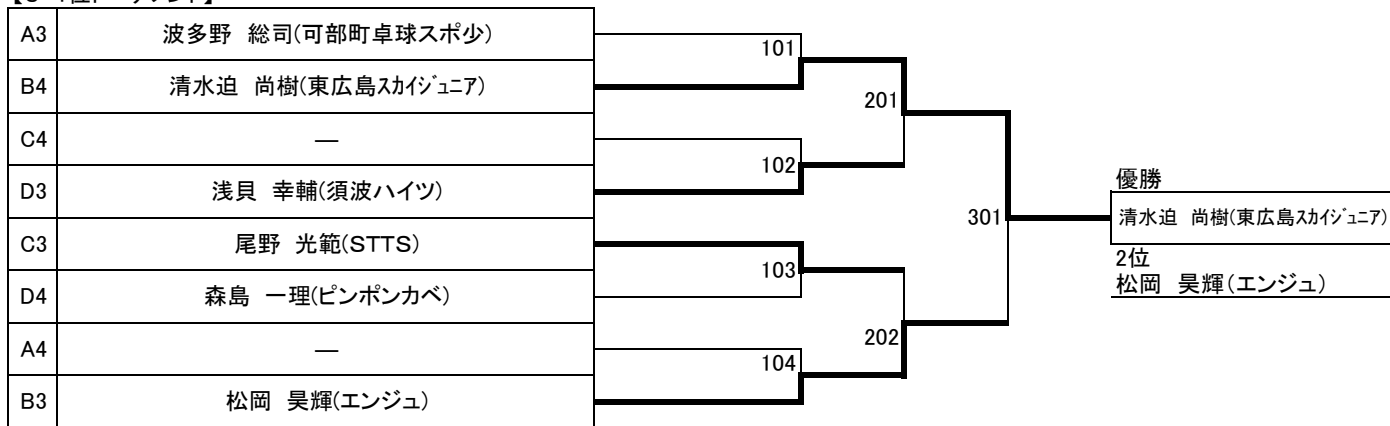 A3 波多野 総司(可部町卓球スポ少)
101
B4 清水迫 尚樹(東広島スカイジュニア)
201
C4 ―
102
D3 浅貝 幸輔(須波ハイツ)
優勝
清水迫 尚樹(東広島スカイジュニア)
301
C3 尾野 光範(STTS)
2位
103
松岡 昊輝(エンジュ)
D4 森島 一理(ピンポンカベ)
202
A4 ―
104
B3 松岡 昊輝(エンジュ)